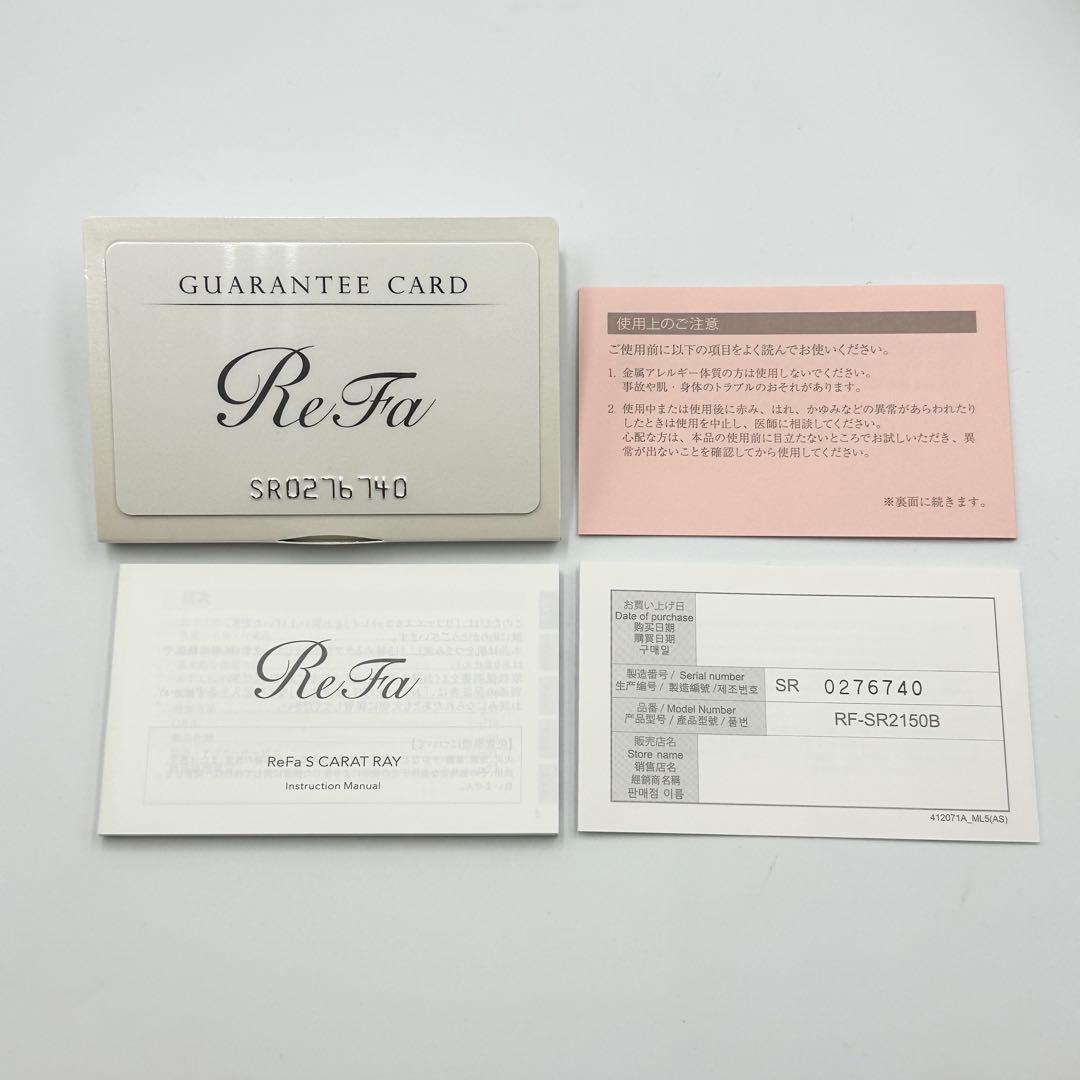 GUARANTEE CARD
ReFa
SR0276740
使用上のご注意
ご使用前に以下の項目をよく読んでお使いください。
1. 金属アレルギー体質の方は使用しないでください。
事故や肌・身体のトラブルのおそれがあります。
2. 使用中または使用後に赤み、はれ、かゆみなどの異常があらわれたり
したときは使用を中止し、医師に相談してください。
心配な方は、本品の使用前に目立たないところでお試しいただき、異
常が出ないことを確認してから使用してください。
※裏面に続きます。
ReFa
ReFa S CARAT RAY
Instruction Manual
お買い上げ日
Date of purchase
购买日期
購買日期
구매일
製造番号 / Serial number
生产编号 / 製造編號 /제조번호
SR 0276740
品番 / Model Number
产品型号 / 產品型號 / 품번
RF-SR2150B
販売店名
Store name
销售店名
經銷商名稱
판매점 이름
412071A_ML5(AS)